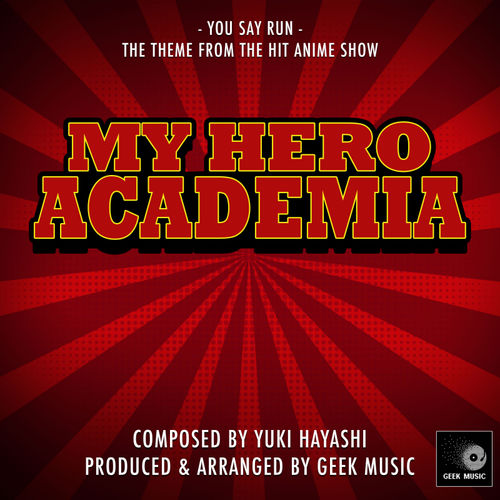 - YOU SAY RUN -
THE THEME FROM THE HIT ANIME SHOW
MY HERO
ACADEMIA
COMPOSED BY YUKI HAYASHI
PRODUCED & ARRANGED BY GEEK MUSIC
GEEK MUSIC